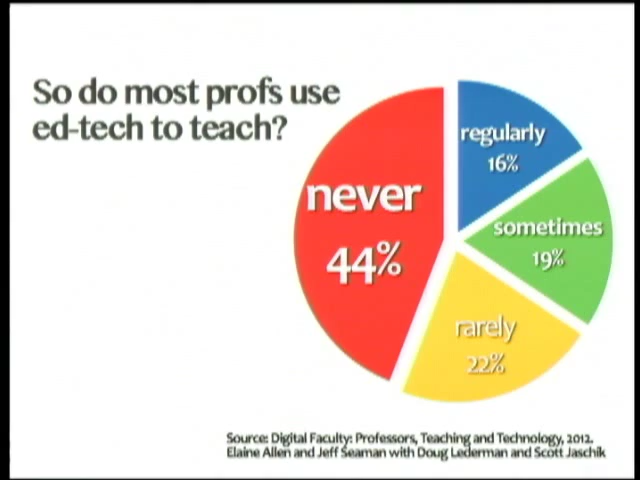 So do most profs use
ed-tech to teach?
regularly
16%
never
44%
sometimes
19%
rarely
22%
Source: Digital Faculty: Professors, Teaching and Technology, 2012.
Elaine Allen and Jeff Seaman with Doug Lederman and Scott Jaschik